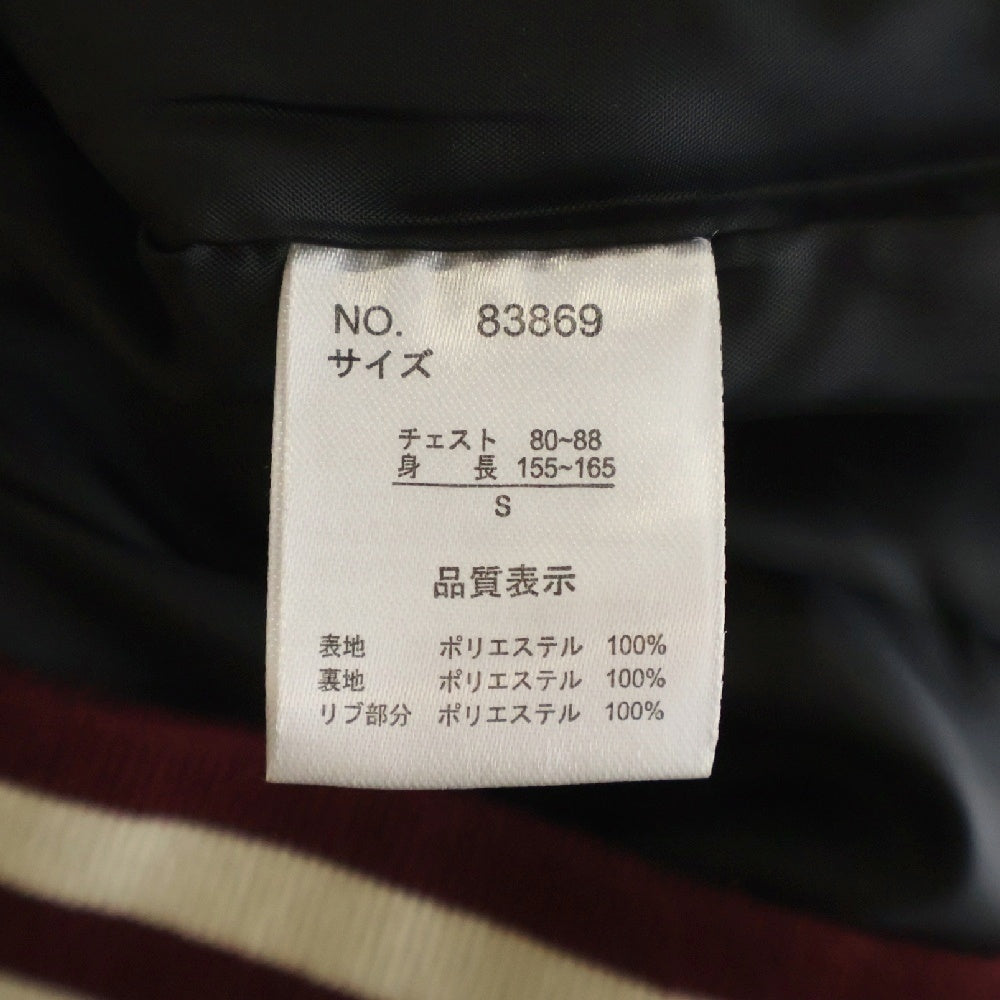 NO. 83869
サイズ
チェスト 80~88
身 長 155~165
S
品質表示
表地 ポリエステル 100%
裏地 ポリエステル 100%
リブ部分 ポリエステル 100%